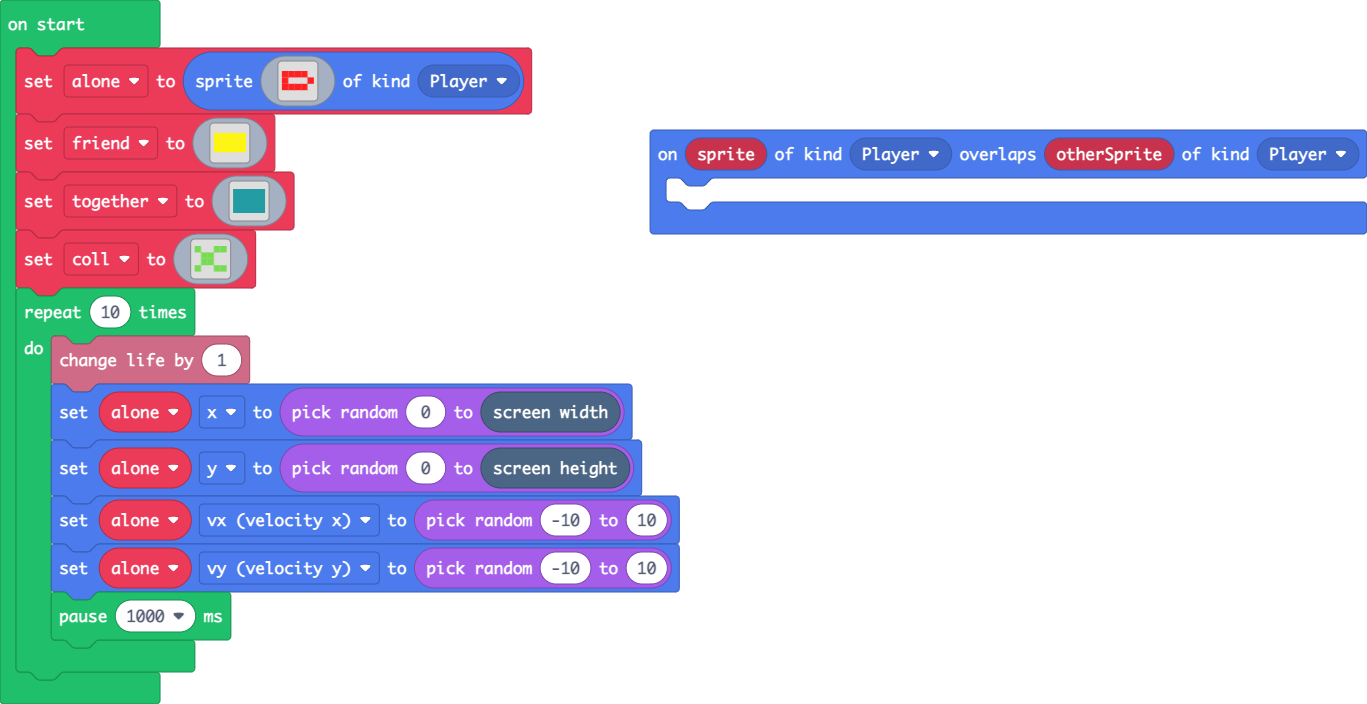 on start
set alone to sprite of kind Player
set friend to
set together to
set coll to
repeat 10 times
do
change life by 1
set alone x to pick random 0 to screen width
set alone y to pick random 0 to screen height
set alone vx (velocity x) to pick random -10 to 10
set alone vy (velocity y) to pick random -10 to 10
pause 1000 ms
on sprite of kind Player overlaps otherSprite of kind Player